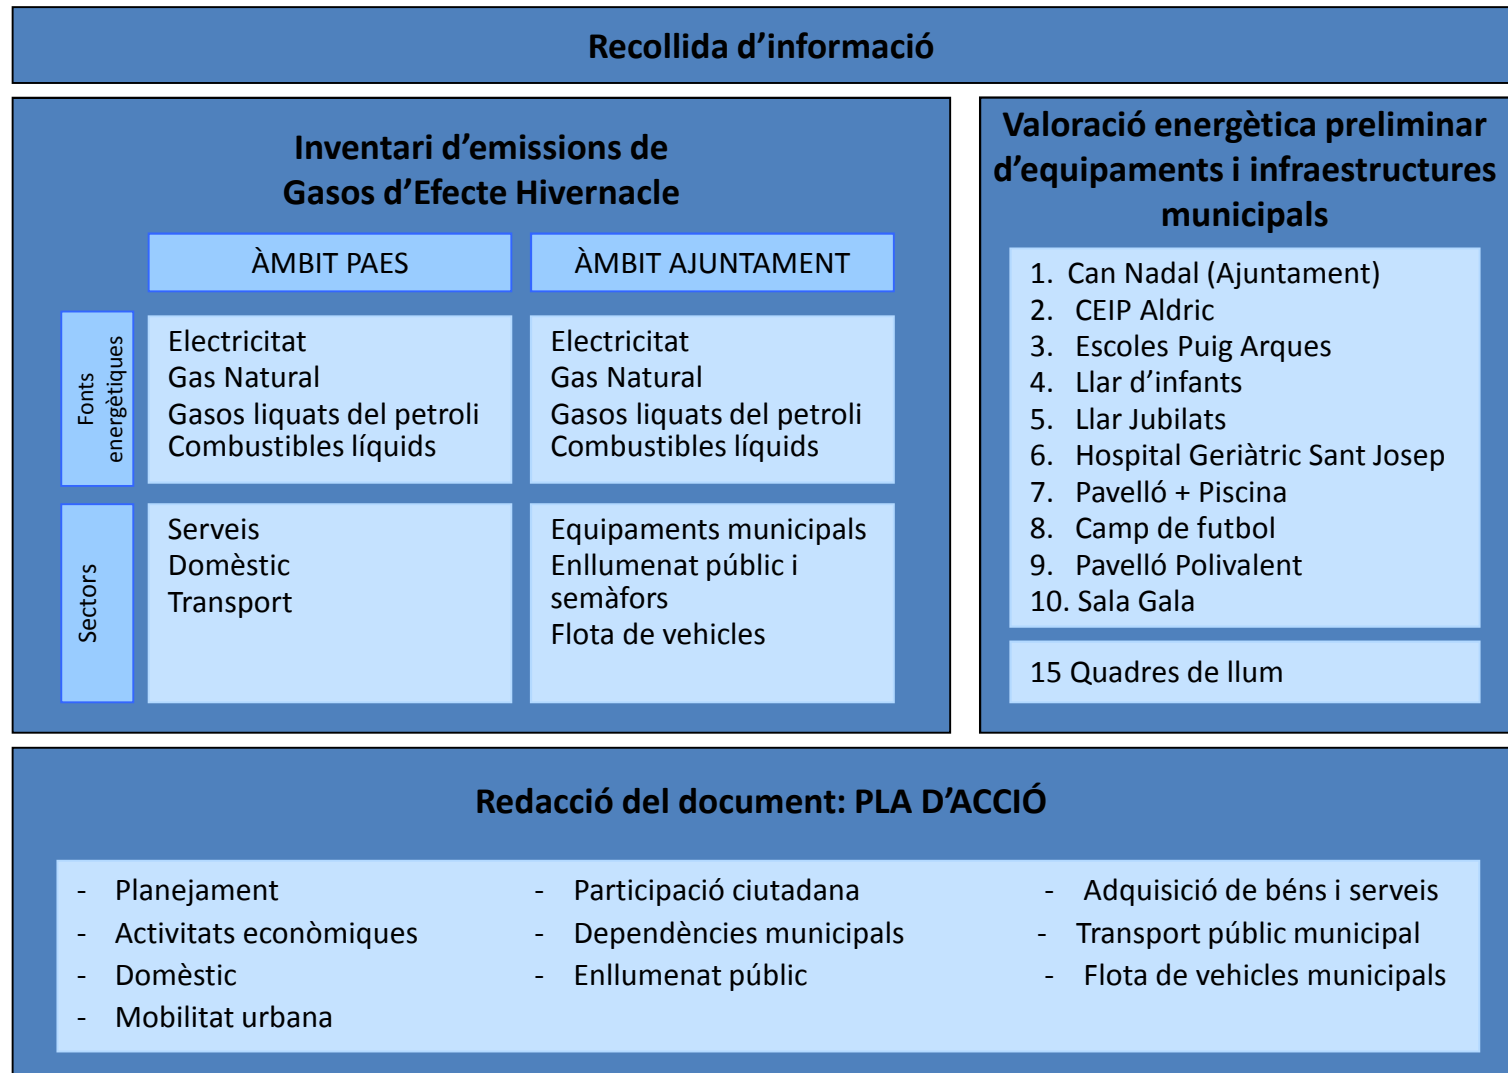 Recollida d’informació
Inventari d’emissions de
Gasos d’Efecte Hivernacle
ÀMBIT PAES
ÀMBIT AJUNTAMENT
Fonts
energètiques
Electricitat
Gas Natural
Gasos liquats del petroli
Combustibles líquids
Electricitat
Gas Natural
Gasos liquats del petroli
Combustibles líquids
Sectors
Serveis
Domèstic
Transport
Equipaments municipals
Enllumenat públic i
semàfors
Flota de vehicles
Valoració energètica preliminar
d’equipaments i infraestructures
municipals
1. Can Nadal (Ajuntament)
2. CEIP Aldric
3. Escoles Puig Arques
4. Llar d’infants
5. Llar Jubilats
6. Hospital Geriàtric Sant Josep
7. Pavelló + Piscina
8. Camp de futbol
9. Pavelló Polivalent
10. Sala Gala
15 Quadres de llum
Redacció del document: PLA D’ACCIÓ
- Planejament
- Activitats econòmiques
- Domèstic
- Mobilitat urbana
- Participació ciutadana
- Dependències municipals
- Enllumenat públic
- Adquisició de béns i serveis
- Transport públic municipal
- Flota de vehicles municipals